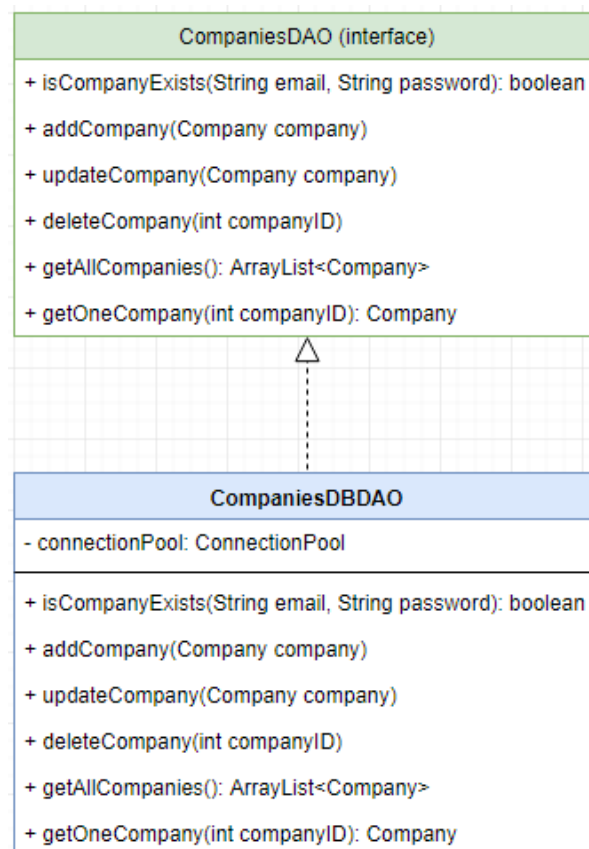 CompaniesDAO (interface)
+ isCompanyExists(String email, String password): boolean
+ addCompany(Company company)
+ updateCompany(Company company)
+ deleteCompany(int companyID)
+ getAllCompanies(): ArrayList<Company>
+ getOneCompany(int companyID): Company
CompaniesDBDAO
- connectionPool: ConnectionPool
+ isCompanyExists(String email, String password): boolean
+ addCompany(Company company)
+ updateCompany(Company company)
+ deleteCompany(int companyID)
+ getAllCompanies(): ArrayList<Company>
+ getOneCompany(int companyID): Company